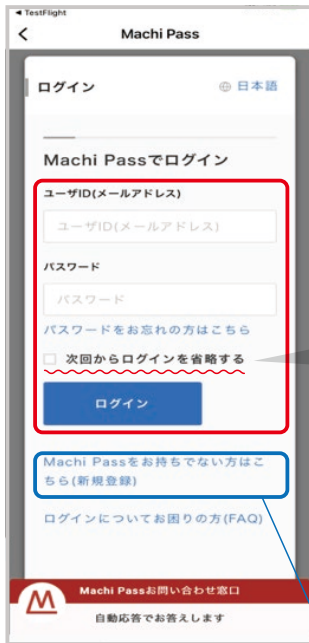 ◀ TestFlight
Machi Pass
ログイン
日本語
Machi Passでログイン
ユーザID(メールアドレス)
ユーザID(メールアドレス)
パスワード
パスワード
パスワードをお忘れの方はこちら
次回からログインを省略する
ログイン
Machi Passをお持ちでない方はこ
ちら(新規登録)
ログインについてお困りの方(FAQ)
Machi Passお問い合わせ窓口
M
自動応答でお答えします